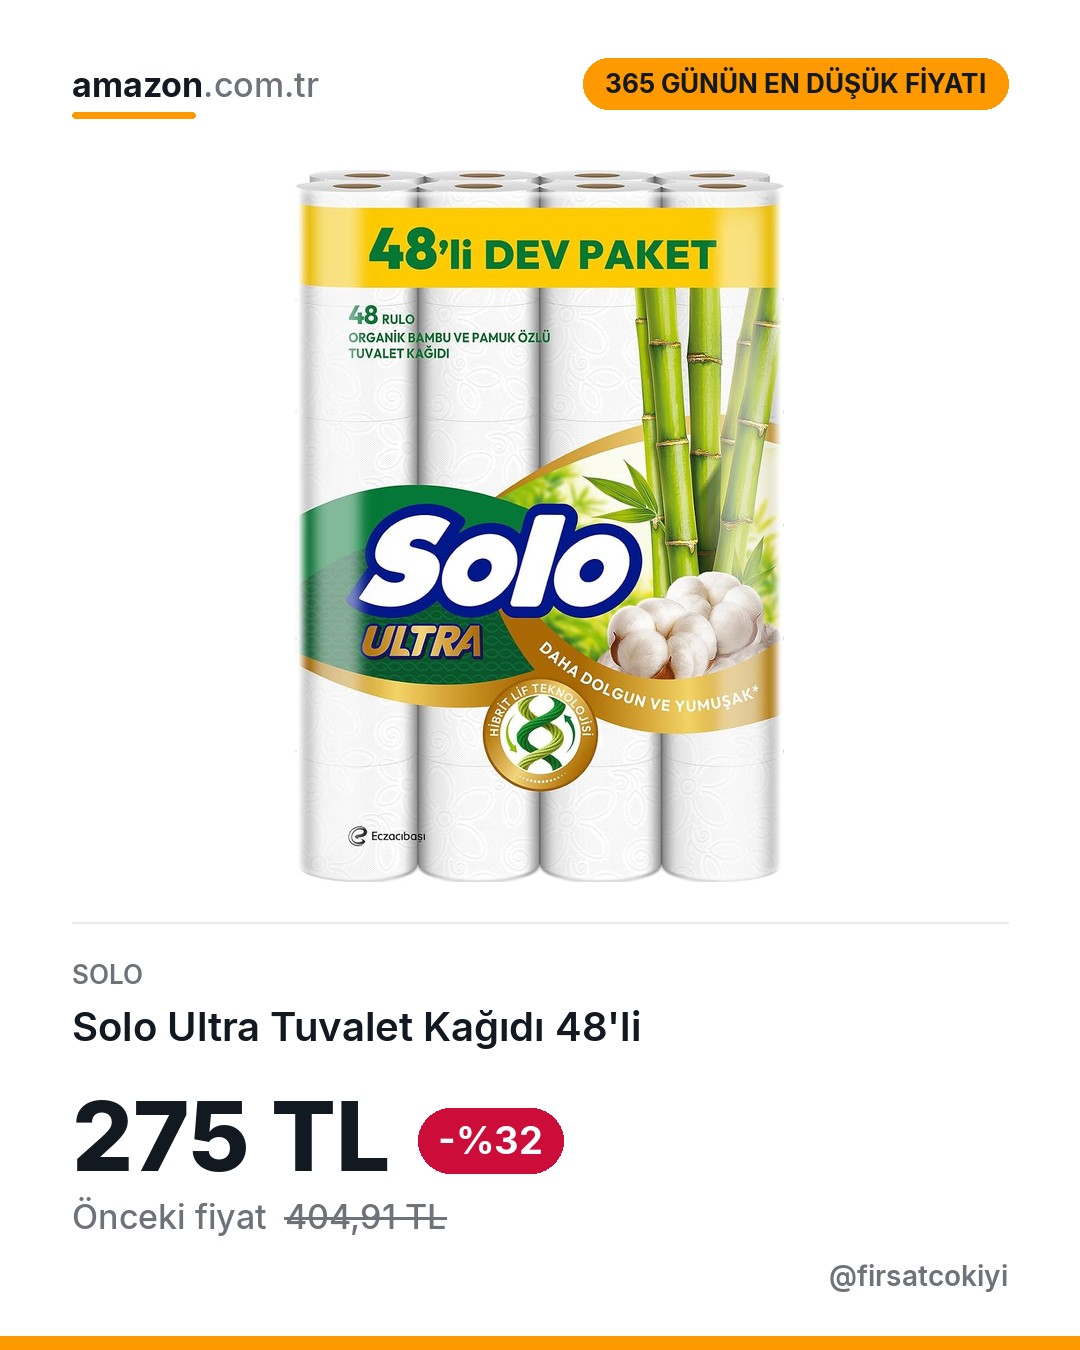 amazon.com.tr
365 GÜNÜN EN DÜŞÜK FİYATI
48'li DEV PAKET
48 RULO
ORGANİK BAMBU VE PAMUK ÖZLÜ
TUVALET KAĞIDI
Solo
ULTRA
DAHA DOLGUN VE YUMUŞAK*
HİBRİT LİF TEKNOLOJİSİ
Eczacıbaşı
SOLO
Solo Ultra Tuvalet Kağıdı 48'li
275 TL -%32
Önceki fiyat 404,91 TL
@firsatcokiyi